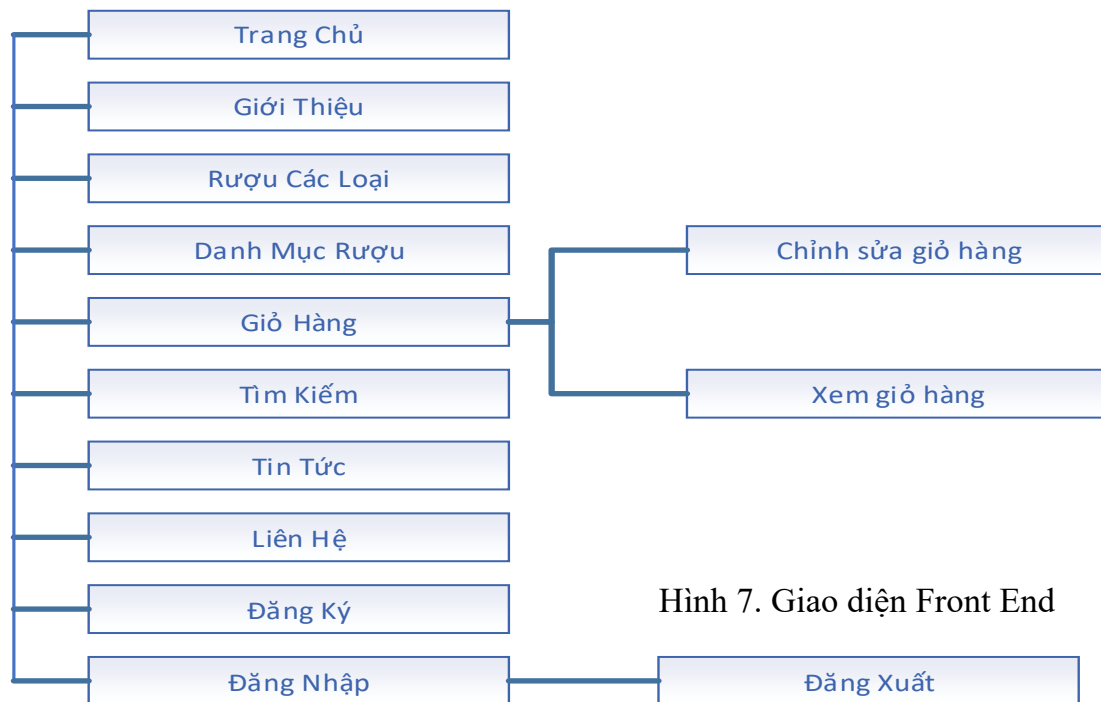 Trang Chủ
Giới Thiệu
Rượu Các Loại
Danh Mục Rượu
Chỉnh sửa giỏ hàng
Giỏ Hàng
Tìm Kiếm
Xem giỏ hàng
Tin Tức
Liên Hệ
Đăng Ký
Hình 7. Giao diện Front End
Đăng Nhập
Đăng Xuất